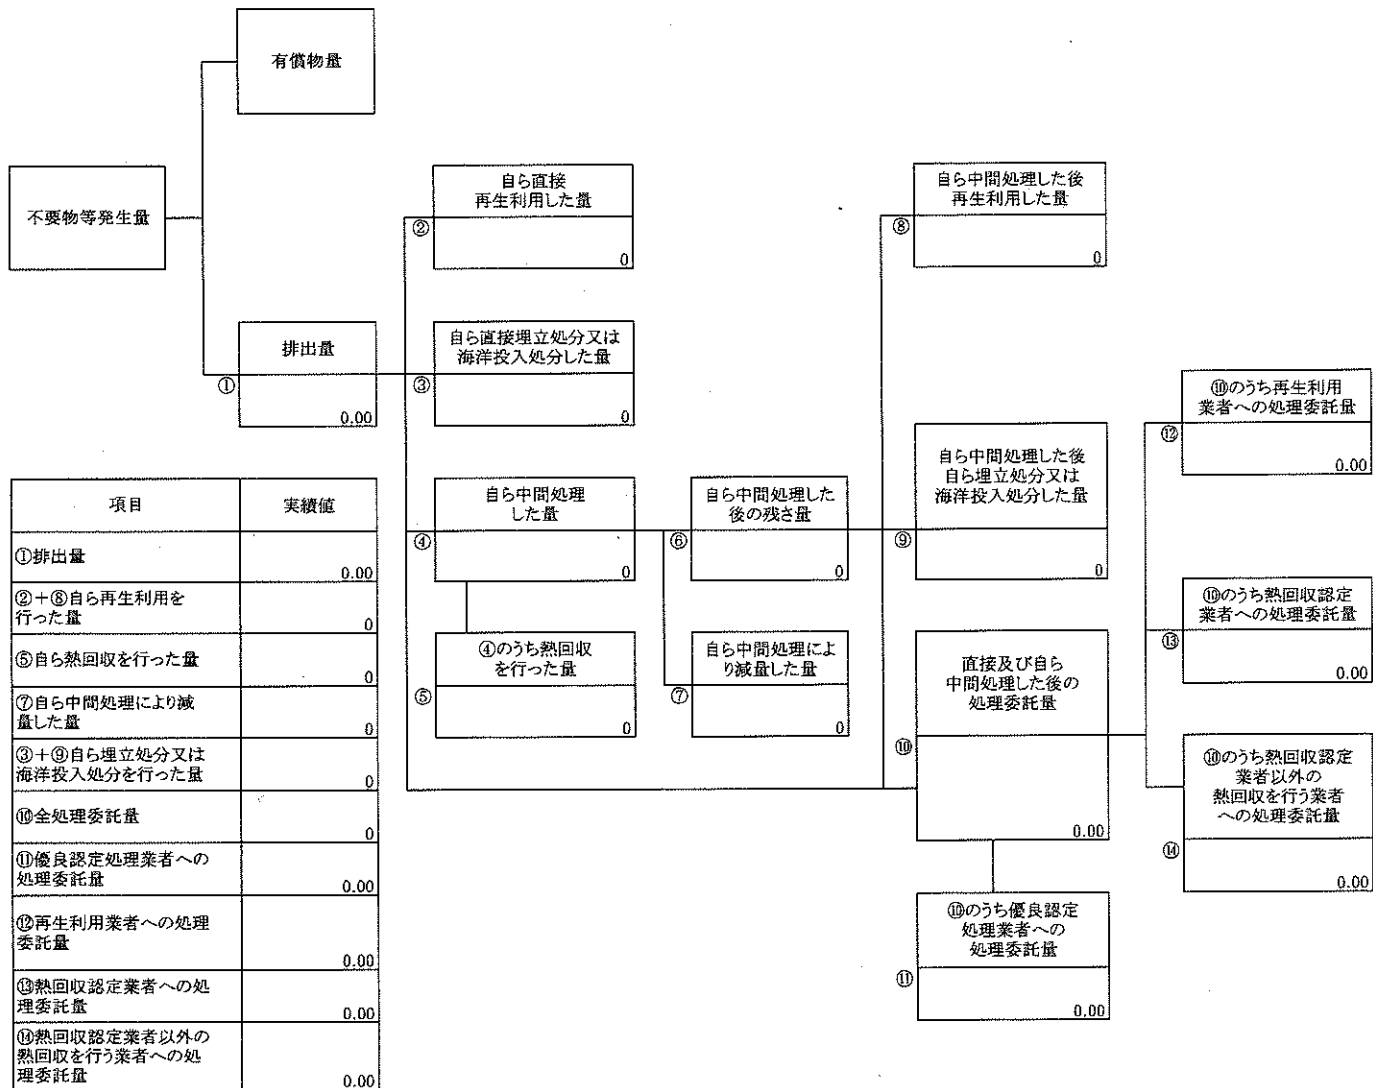 有償物量
不要物等発生量
排出量
①
0.00
自ら直接
再生利用した量
②
0
自ら直接埋立処分又は
海洋投入処分した量
③
0
自ら中間処理
した量
④
0
④のうち熱回収
を行った量
⑤
0
自ら中間処理した
後の残さ量
⑥
0
自ら中間処理によ
り減量した量
⑦
0
自ら中間処理した後
再生利用した量
⑧
0
自ら中間処理した後
自ら埋立処分又は
海洋投入処分した量
⑨
0
直接及び自ら
中間処理した後の
処理委託量
⑩
0.00
⑩のうち優良認定
処理業者への
処理委託量
⑪
0.00
⑩のうち再生利用
業者への処理委託量
⑫
0.00
⑩のうち熱回収認定
業者への処理委託量
⑬
0.00
⑩のうち熱回収認定
業者以外の
熱回収を行う業者
への処理委託量
⑭
0.00
項目 実績値
①排出量
0.00
②+⑧自ら再生利用を
行った量
0
⑤自ら熱回収を行った量
0
⑦自ら中間処理により減
量した量
0
③+⑨自ら埋立処分又は
海洋投入処分を行った量
0
⑩全処理委託量
0
⑪優良認定処理業者への
処理委託量
0.00
⑫再生利用業者への処理
委託量
0.00
⑬熱回収認定業者への処
理委託量
0.00
⑭熱回収認定業者以外の
熱回収を行う業者への処
理委託量
0.00